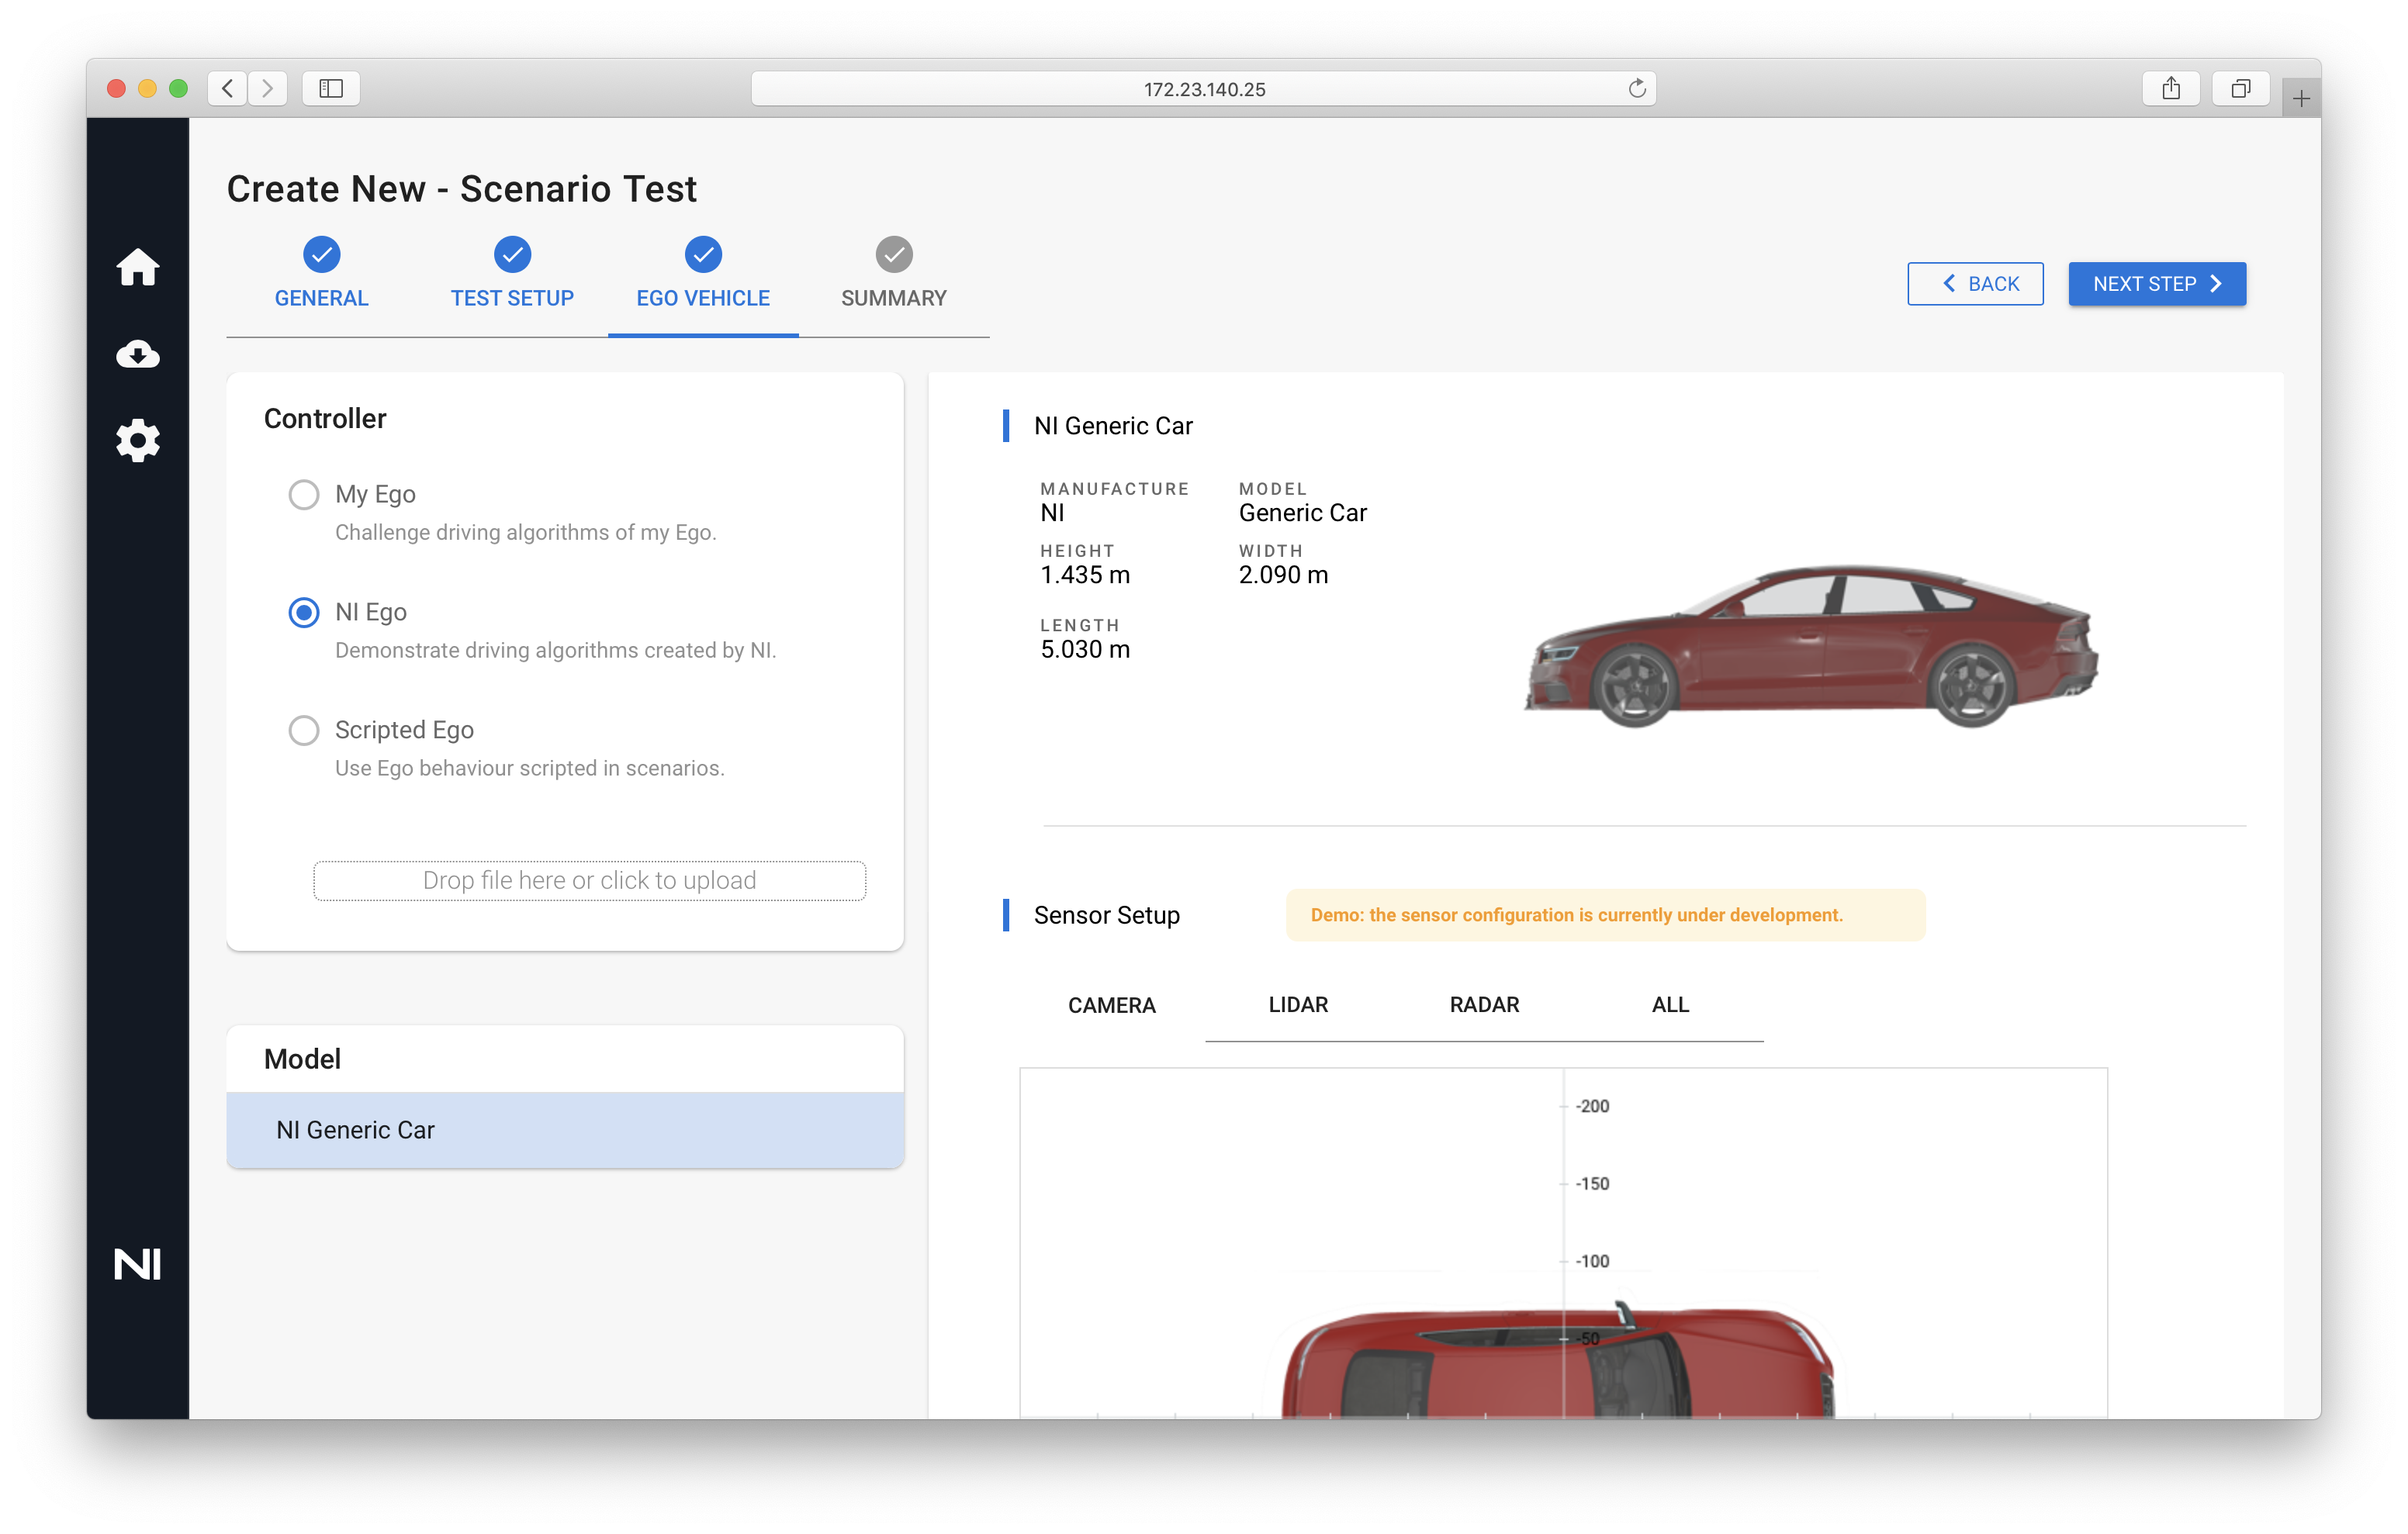 172.23.140.25
Create New - Scenario Test
GENERAL
TEST SETUP
EGO VEHICLE
SUMMARY
BACK
NEXT STEP
Controller
My Ego
Challenge driving algorithms of my Ego.
NI Ego
Demonstrate driving algorithms created by NI.
Scripted Ego
Use Ego behaviour scripted in scenarios.
Drop file here or click to upload
Model
NI Generic Car
NI
NI Generic Car
MANUFACTURE
NI
MODEL
Generic Car
HEIGHT
1.435 m
WIDTH
2.090 m
LENGTH
5.030 m
Sensor Setup
Demo: the sensor configuration is currently under development.
CAMERA
LIDAR
RADAR
ALL
-200
-150
-100
-50